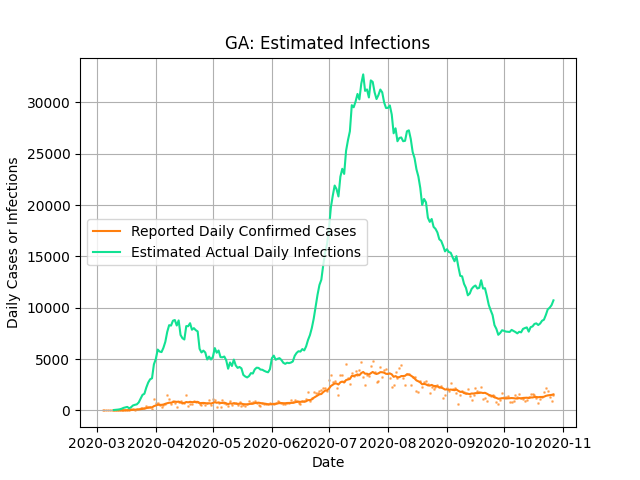 GA: Estimated Infections
Daily Cases or Infections
30000
25000
20000
15000
10000
5000
0
Reported Daily Confirmed Cases
Estimated Actual Daily Infections
2020-03 2020-04 2020-05 2020-06 2020-07 2020-08 2020-09 2020-10 2020-11
Date